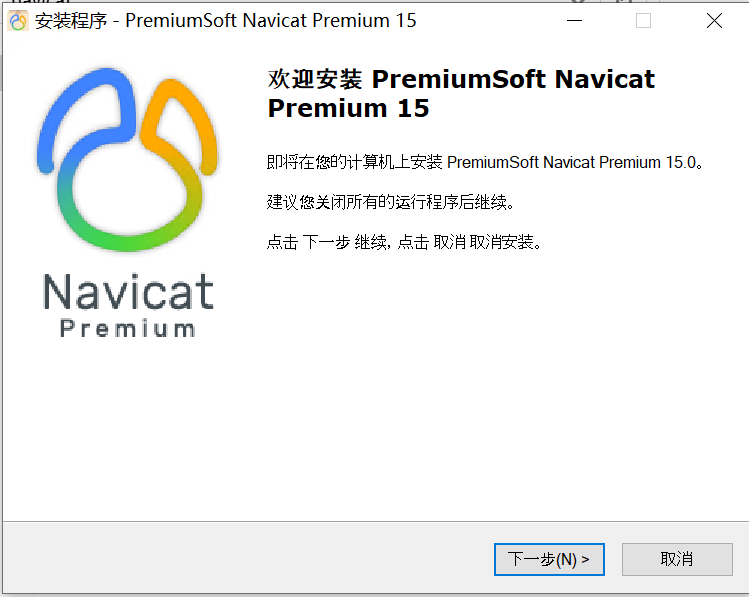 安装程序 - PremiumSoft Navicat Premium 15
欢迎安装 PremiumSoft Navicat
Premium 15
即将在您的计算机上安装 PremiumSoft Navicat Premium 15.0。
建议您关闭所有的运行程序后继续。
点击 下一步 继续，点击 取消 取消安装。
Navicat
Premium
下一步(N) >
取消